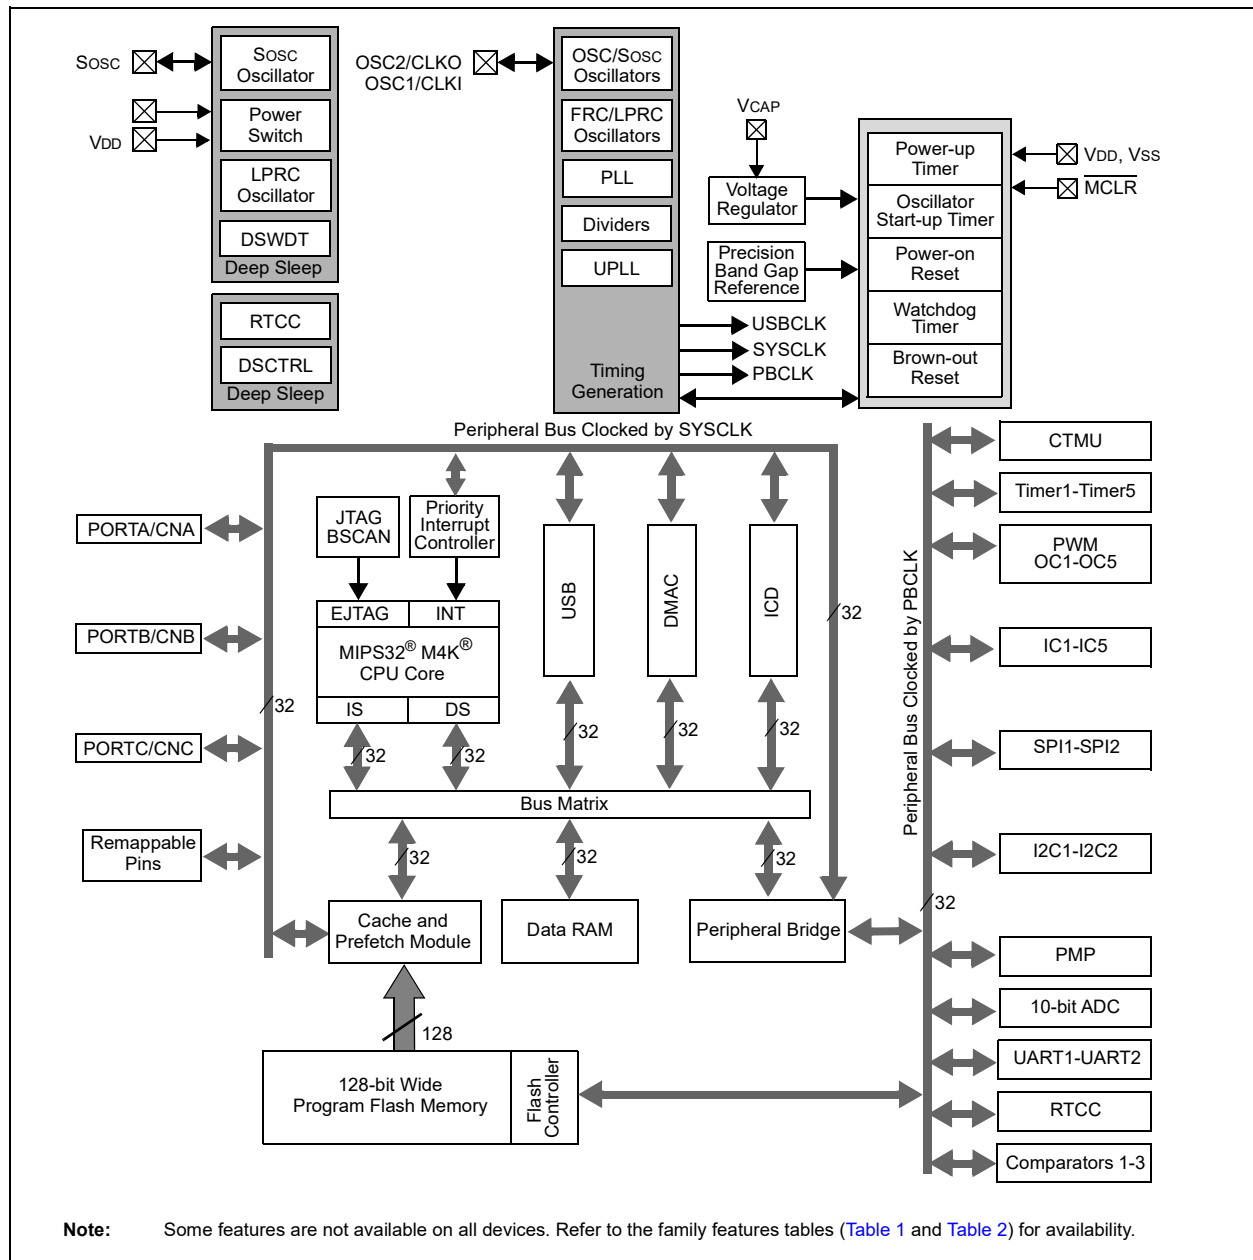 SOSC
SOSC
Oscillator
Power
Switch
VDD
LPRC
Oscillator
DSWDT
Deep Sleep
RTCC
DSCTRL
Deep Sleep
OSC2/CLKO
OSC1/CLKI
OSC/SOSC
Oscillators
FRC/LPRC
Oscillators
PLL
Dividers
UPLL
Timing
Generation
USBCLK
SYSCLK
PBCLK
VCAP
Voltage
Regulator
Precision
Band Gap
Reference
Power-up
Timer
Oscillator
Start-up Timer
Power-on
Reset
Watchdog
Timer
Brown-out
Reset
VDD, VSS
MCLR
Peripheral Bus Clocked by SYSCLK
PORTA/CNA
PORTB/CNB
PORTC/CNC
Remappable
Pins
32
JTAG
BSCAN
Priority
Interrupt
Controller
EJTAG
INT
MIPS32® M4K®
CPU Core
IS
DS
32
32
USB
DMAC
ICD
32
32
32
32
Bus Matrix
32
32
32
Cache and
Prefetch Module
Data RAM
Peripheral Bridge
128
128-bit Wide
Program Flash Memory
Flash
Controller
Peripheral Bus Clocked by PBCLK
32
CTMU
Timer1-Timer5
PWM
OC1-OC5
IC1-IC5
SPI1-SPI2
I2C1-I2C2
PMP
10-bit ADC
UART1-UART2
RTCC
Comparators 1-3
Note: Some features are not available on all devices. Refer to the family features tables (Table 1 and Table 2) for availability.